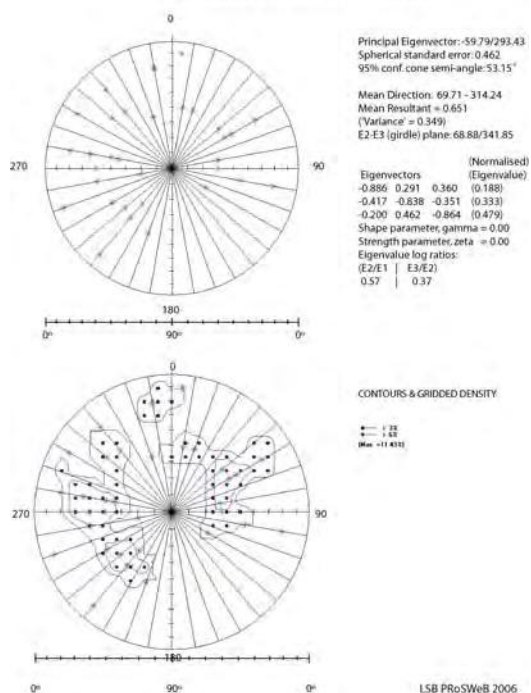 0
270
90
180
0°
90°
0°
Principal Eigenvector: -59.79/293.43
Spherical standard error: 0.462
95% conf. cone semi-angle: 53.15°
Mean Direction: 69.71 - 314.24
Mean Resultant = 0.651
('Variance' = 0.349)
E2-E3 (girdle) plane: 68.88/341.85
(Normalised)
Eigenvectors (Eigenvalue)
-0.886 0.291 0.360 (0.188)
-0.417 -0.838 -0.351 (0.333)
-0.200 0.462 -0.864 (0.479)
Shape parameter, gamma = 0.00
Strength parameter, zeta = 0.00
Eigenvalue log ratios:
(E2/E1 | E3/E2)
0.57 | 0.37
0
270
90
180
0°
90°
0°
CONTOURS & GRIDDED DENSITY
LSB PRoSWeB 2006